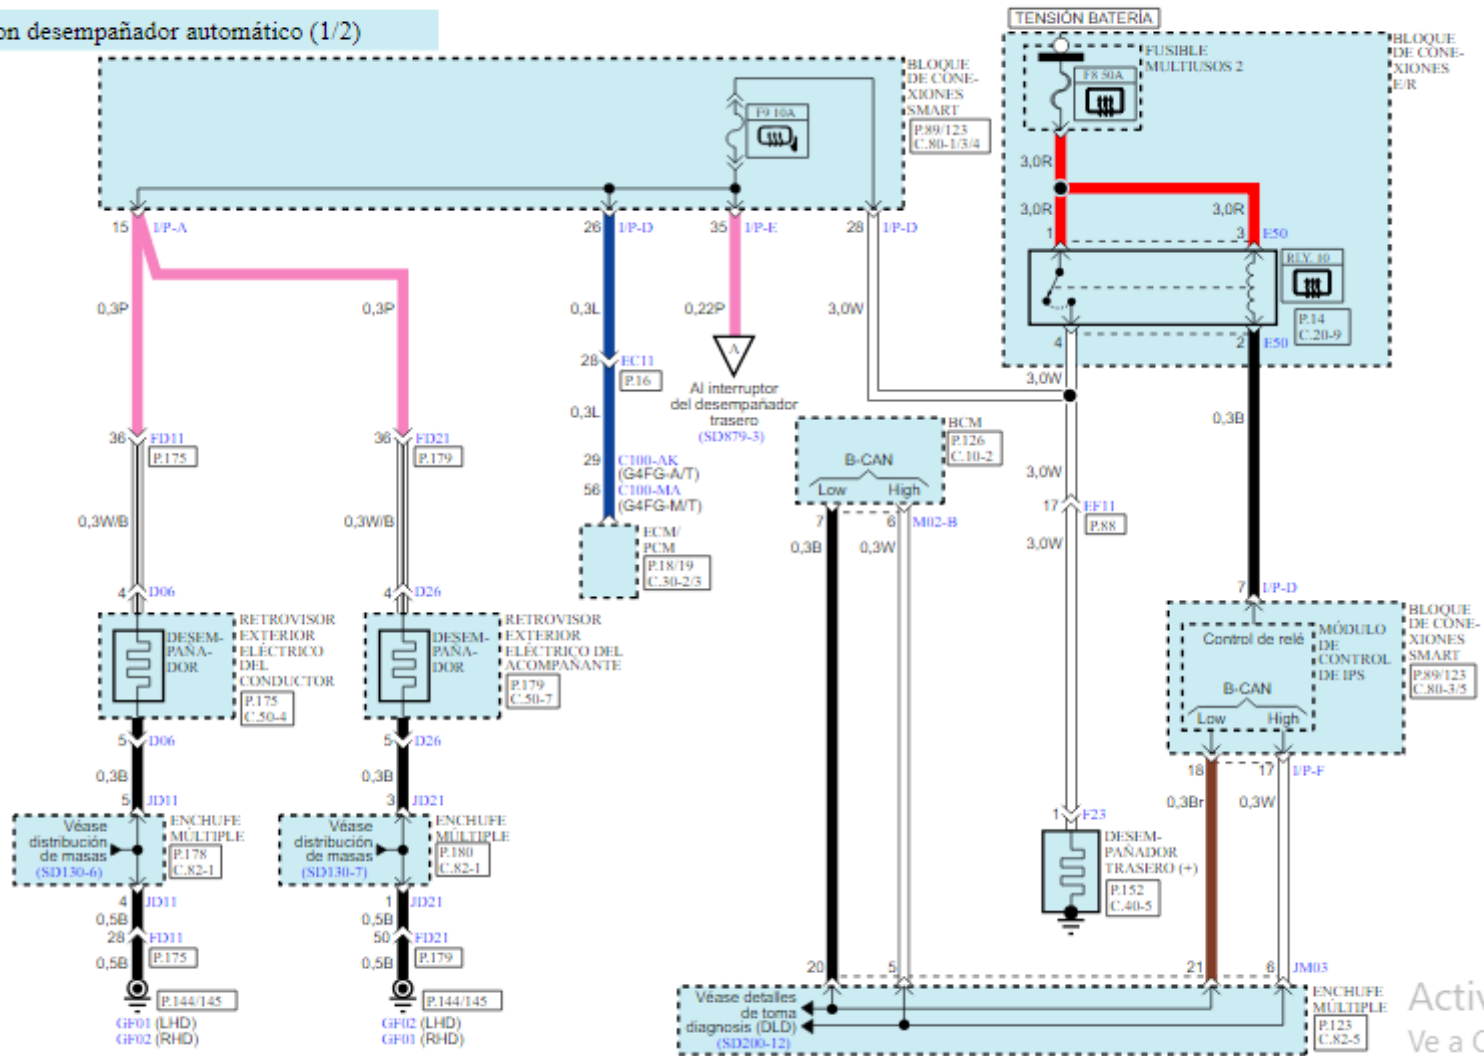 on desempañador automático (1/2)
TENSIÓN BATERÍA
BLOQUE
DE CONE-
XIONES
SMART
P.89/123
C.80-1/3/4
F9 10A
FUSIBLE
MULTIUSOS 2
F8 50A
BLOQUE
DE CONE-
XIONES
E/R
3,0R
3,0R
3,0R
1
3
E50
RLY. 10
P.14
C.20-9
4
2
E50
15
I/P-A
26
I/P-D
35
I/P-E
28
I/P-D
0,3P
0,3P
0,3L
0,22P
3,0W
3,0W
0,3B
28
EC11
P.16
A
Al interruptor
del desempañador
trasero
(SD879-3)
0,3L
36
FD11
P.175
36
FD21
P.179
29
C100-AK
(G4FG-A/T)
56
C100-MA
(G4FG-M/T)
ECM/
PCM
P.18/19
C.30-2/3
BCM
P.126
C.10-2
B-CAN
Low
High
7
6
M02-B
0,3B
0,3W
3,0W
17
EF11
P.88
3,0W
0,3W/B
0,3W/B
4
D06
4
D26
7
I/P-D
DESEM-
PAÑA-
DOR
RETROVISOR
EXTERIOR
ELÉCTRICO
DEL
CONDUCTOR
P.175
C.50-4
DESEM-
PAÑA-
DOR
RETROVISOR
EXTERIOR
ELÉCTRICO DEL
ACOMPAÑANTE
P.179
C.50-7
Control de relé
MÓDULO
DE
CONTROL
DE IPS
B-CAN
Low
High
BLOQUE
DE CONE-
XIONES
SMART
P.89/123
C.80-3/5
5
D06
5
D26
18
17
I/P-F
0,3B
0,3B
0,3Br
0,3W
5
JD11
3
JD21
1
F23
Véase
distribución
de masas
(SD130-6)
ENCHUFE
MÚLTIPLE
P.178
C.82-1
Véase
distribución
de masas
(SD130-7)
ENCHUFE
MÚLTIPLE
P.180
C.82-1
DESEM-
PAÑADOR
TRASERO (+)
P.152
C.40-5
4
JD11
1
JD21
0,5B
0,5B
28
FD11
P.175
50
FD21
P.179
0,5B
0,5B
P.144/145
P.144/145
GF01 (LHD)
GF02 (RHD)
GF02 (LHD)
GF01 (RHD)
20
5
21
6
JM03
Véase detalles
de toma
diagnosis (DLD)
(SD200-12)
ENCHUFE
MÚLTIPLE
P.123
C.82-5
Activ
Ve a C